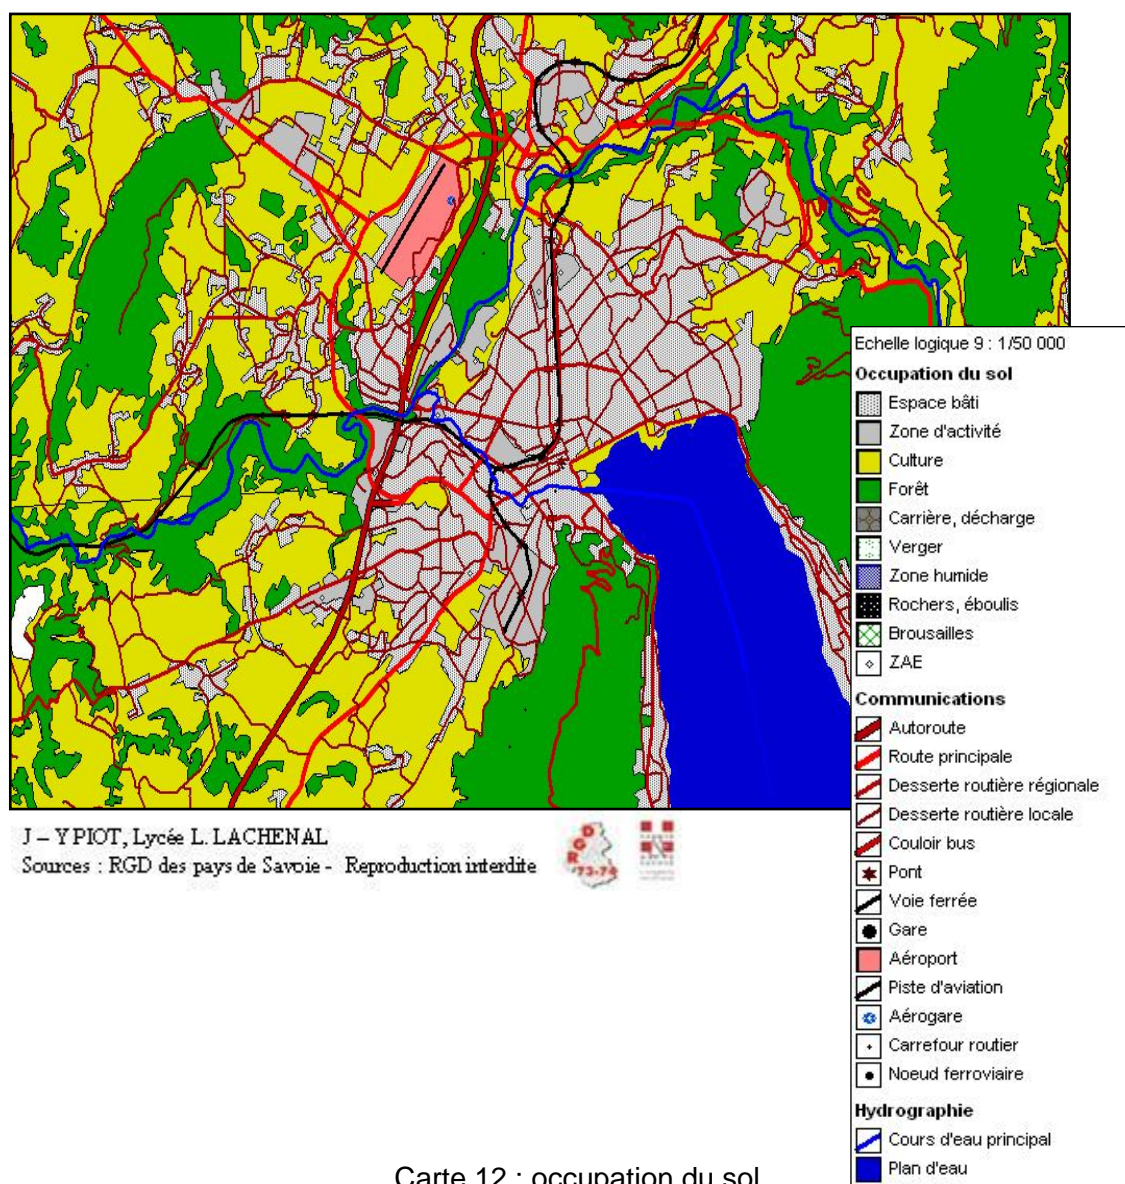 Echelle logique 9 : 1/50 000
Occupation du sol
Espace bâti
Zone d'activité
Culture
Forêt
Carrière, décharge
Verger
Zone humide
Rochers, éboulis
Brousailles
ZAE
Communications
Autoroute
Route principale
Desserte routière régionale
Desserte routière locale
Couloir bus
Pont
Voie ferrée
Gare
Aéroport
Piste d'aviation
Aérogare
Carrefour routier
Noeud ferroviaire
Hydrographie
Cours d'eau principal
Plan d'eau
J – Y PIOT, Lycée L. LACHENAL
Sources : RGD des pays de Savoie - Reproduction interdite
RGD
73-74
Carte 12 : occupation du sol